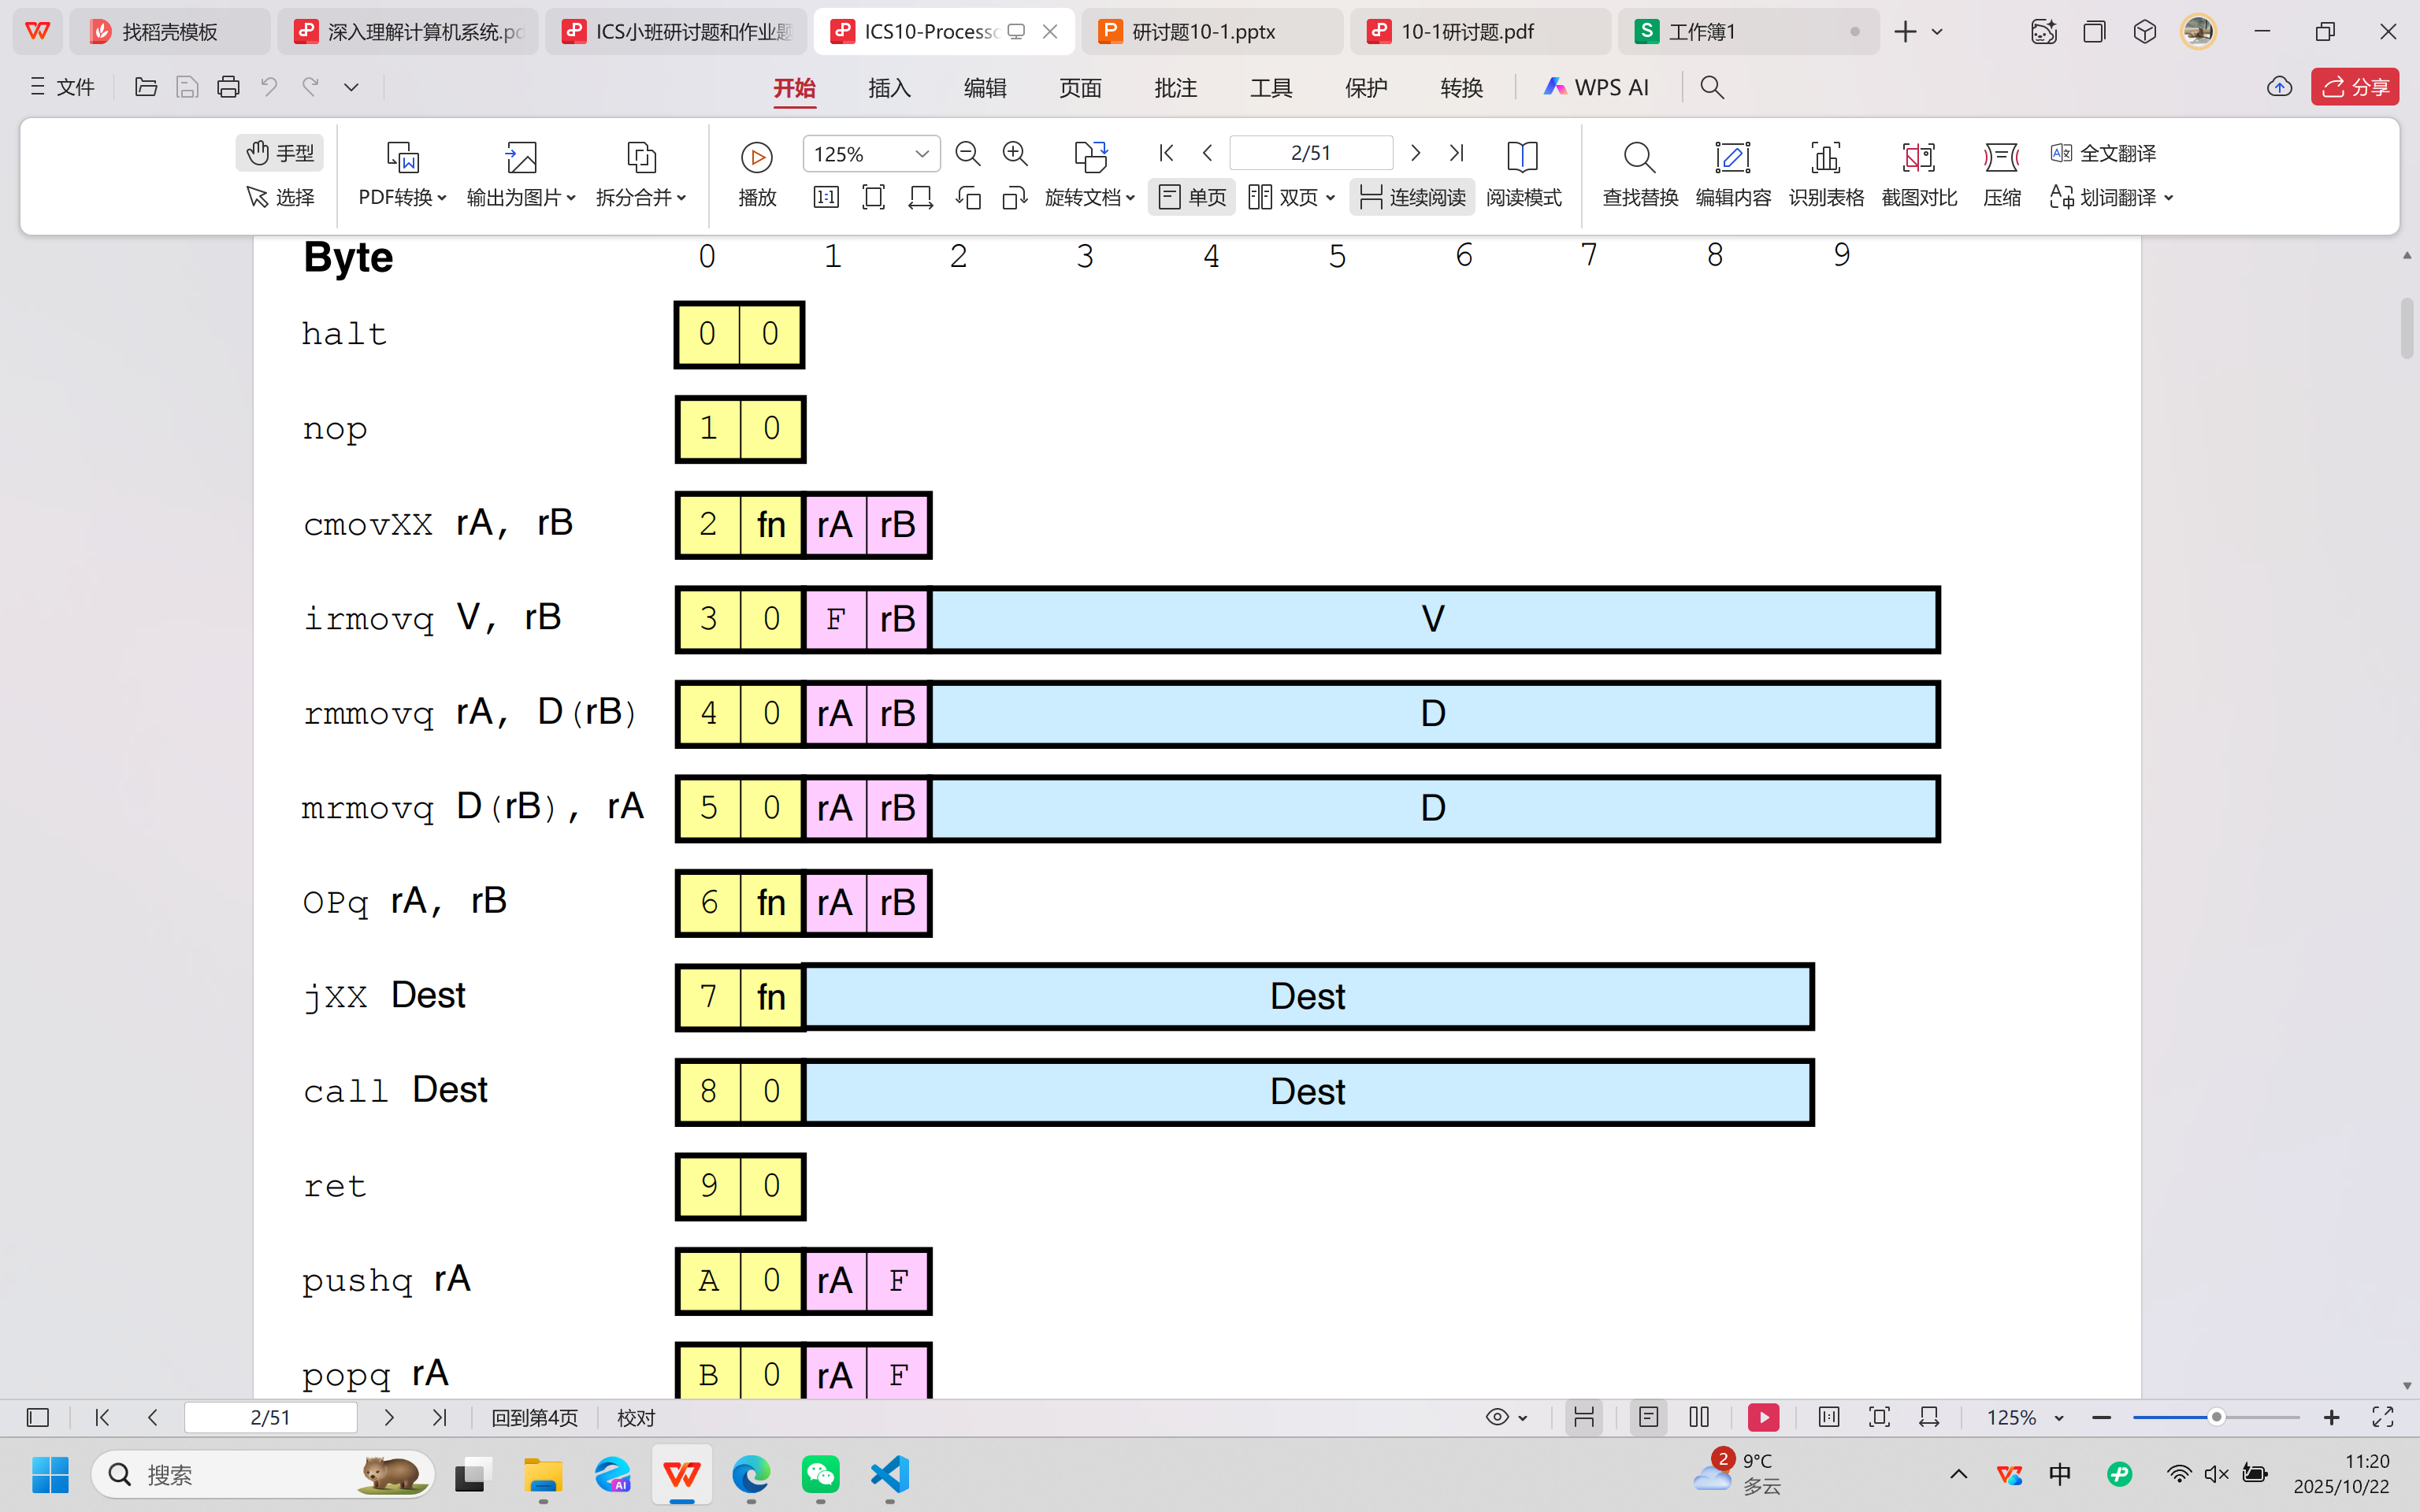 找稻壳模板 深入理解计算机系统.pd ICS小班研讨题和作业题 ICS10-Processo 研讨题10-1.pptx 10-1研讨题.pdf 工作簿1
文件 开始 插入 编辑 页面 批注 工具 保护 转换 WPS AI 分享
手型 125% 2/51 全文翻译
选择 PDF转换 输出为图片 拆分合并 播放 旋转文档 单页 双页 连续阅读 阅读模式 查找替换 编辑内容 识别表格 截图对比 压缩 划词翻译
Byte 0 1 2 3 4 5 6 7 8 9
halt 0 0
nop 1 0
cmovXX rA, rB 2 fn rA rB
irmovq V, rB 3 0 F rB V
rmmovq rA, D(rB) 4 0 rA rB D
mrmovq D(rB), rA 5 0 rA rB D
OPq rA, rB 6 fn rA rB
jXX Dest 7 fn Dest
call Dest 8 0 Dest
ret 9 0
pushq rA A 0 rA F
popq rA B 0 rA F
2/51 回到第4页 校对 125%
搜索 2 9°C 多云 中 11:20 2025/10/22